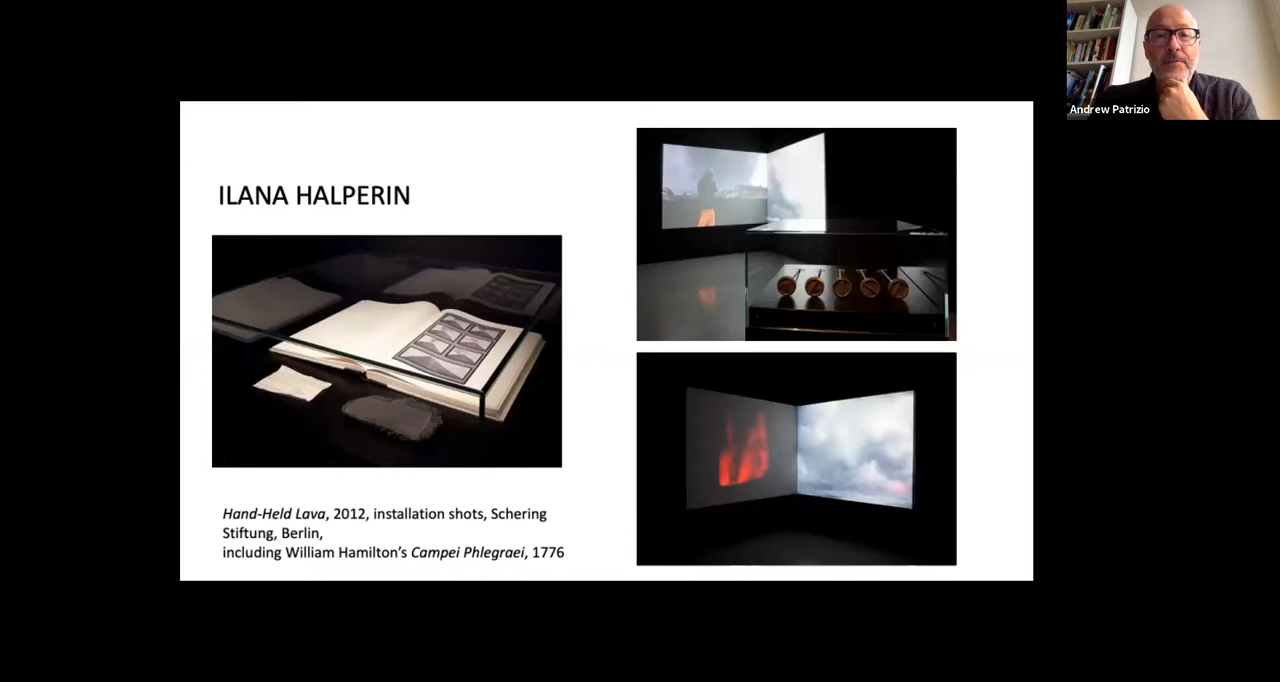 Andrew Patrizio
ILANA HALPERIN
Hand-Held Lava, 2012, installation shots, Schering
Stiftung, Berlin,
including William Hamilton's Campei Phlegraei, 1776